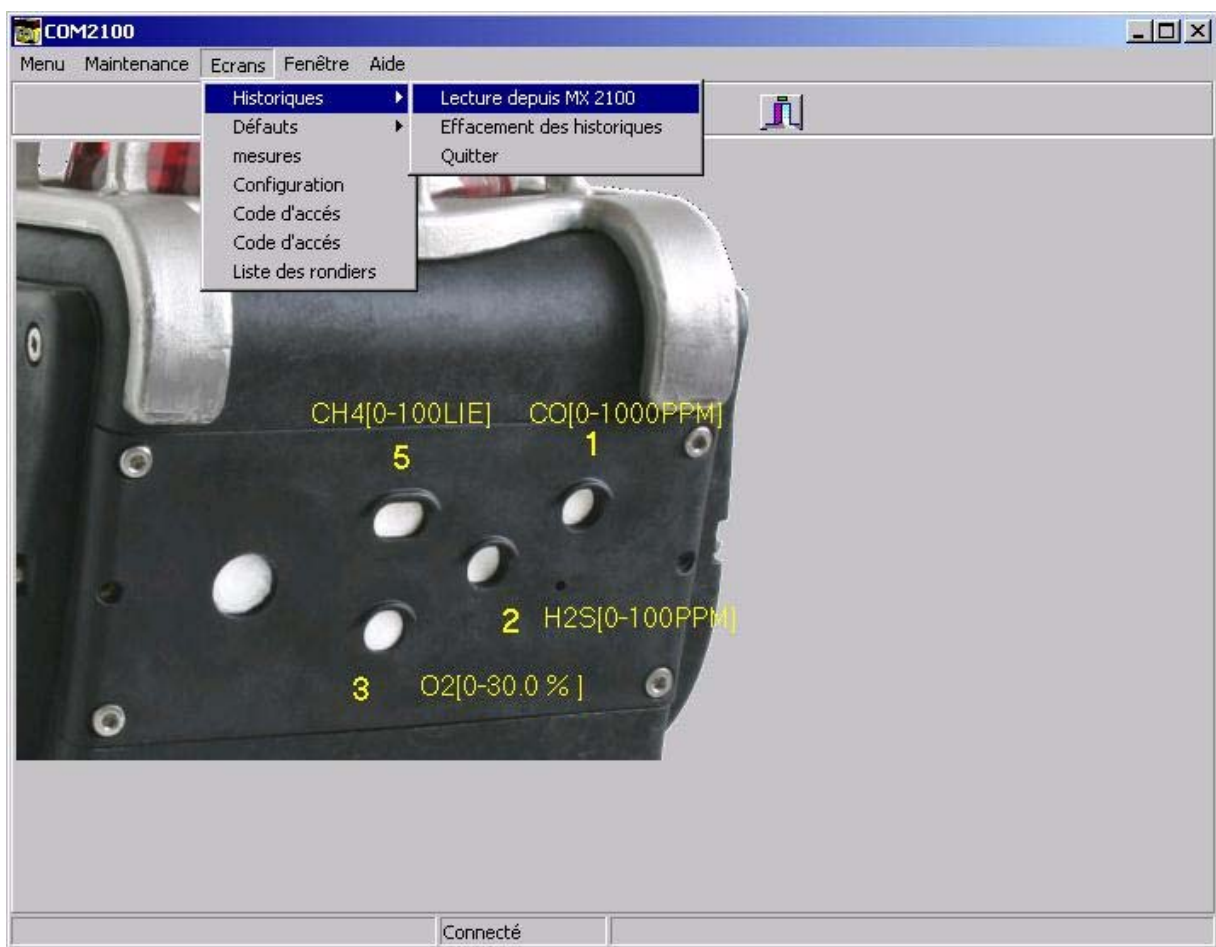 COM2100
Menu Maintenance Ecrans Fenêtre Aide
Historiques Lecture depuis MX 2100
Défauts Effacement des historiques
mesures Quitter
Configuration
Code d'accés
Code d'accés
Liste des rondiers
CH4[0-100LIE] CO[0-1000PPM]
5 1
2 H2S[0-100PPM]
3 O2[0-30.0 % ]
Connecté